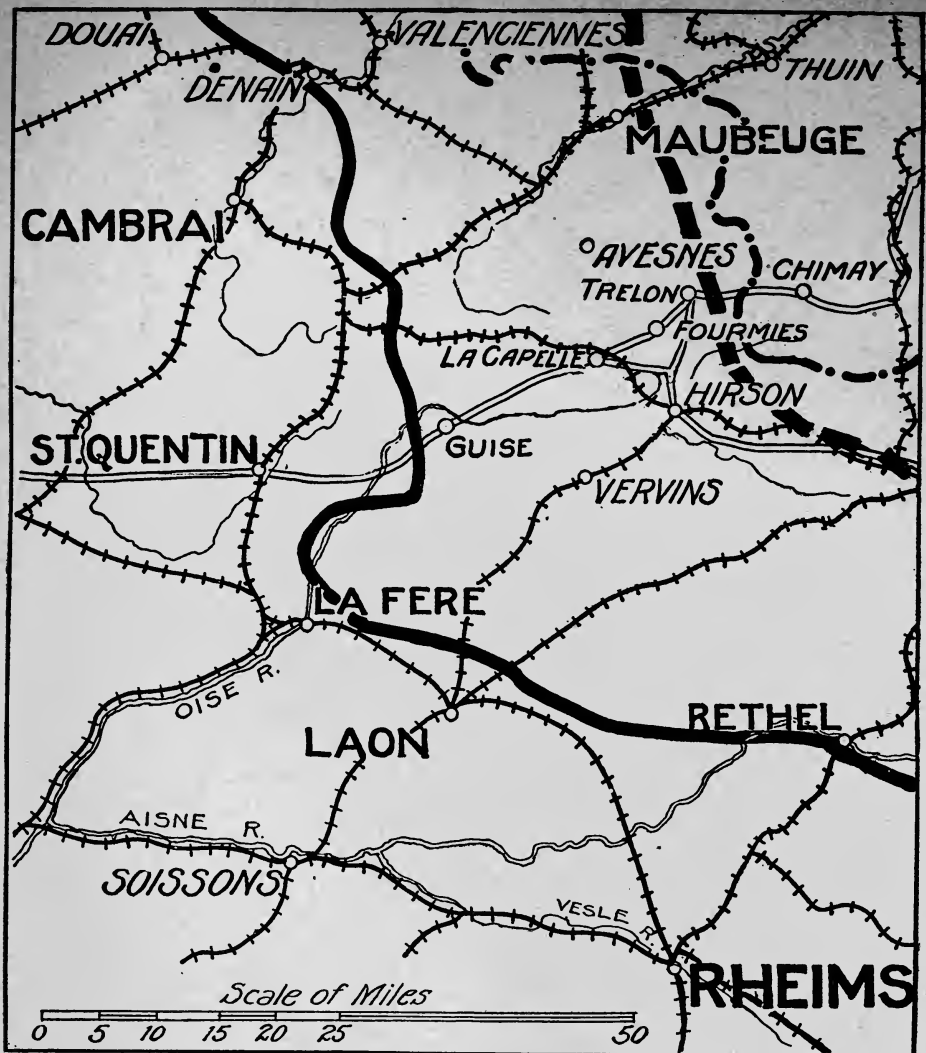 DOUAI
VALENCIENNES
DENAIN
THUIN
MAUBEUGE
CAMBRAI
AVESNES
CHIMAY
TRELON
FOURMIES
LA CAPELLE
HIRSON
ST. QUENTIN
GUISE
VERVINS
LA FERE
OISE R.
RETHEL
LAON
AISNE R.
SOISSONS
VESLE R.
RHEIMS
Scale of Miles
0 5 10 15 20 25 50